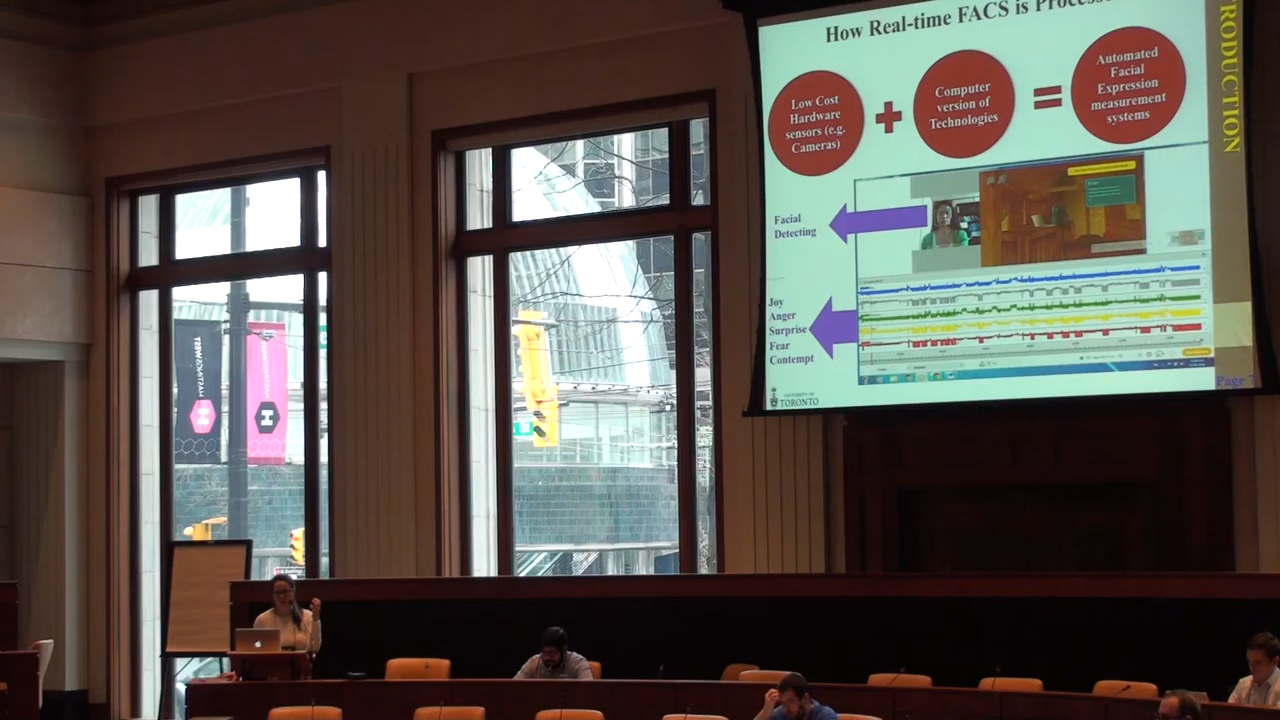 How Real-time FACS is Processe
RODUCTION
Low Cost
Hardware
sensors (e.g.
Cameras)
Computer
version of
Technologies
Automated
Facial
Expression
measurement
systems
Facial
Detecting
Joy
Anger
Surprise
Fear
Contempt
UNIVERSITY OF
TORONTO
Page 7
H
H